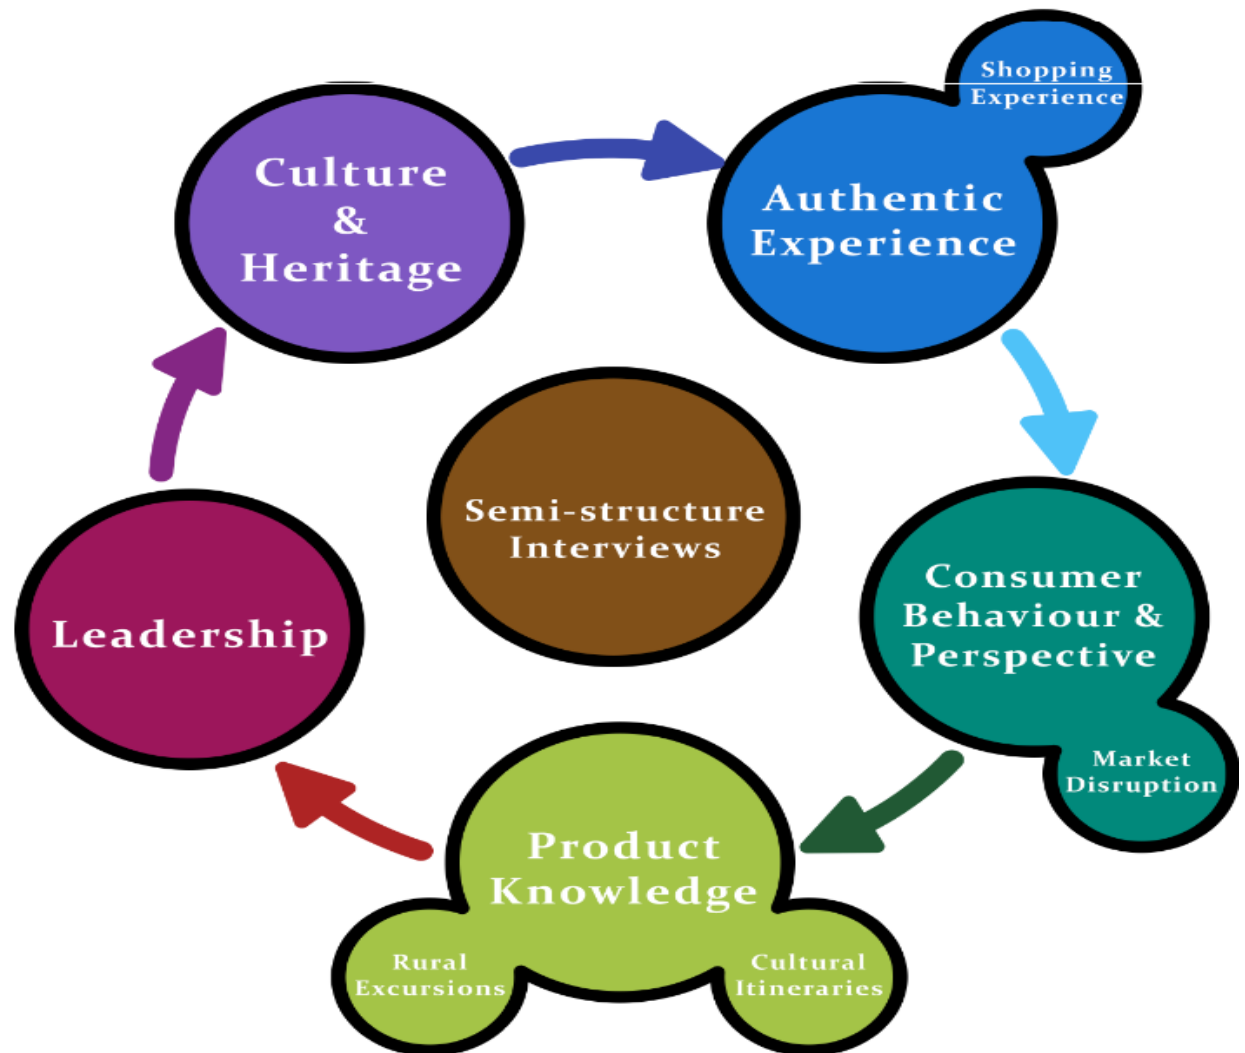 Shopping
Experience
Culture
&
Heritage
Authentic
Experience
Semi-structure
Interviews
Consumer
Behaviour &
Perspective
Leadership
Market
Disruption
Product
Knowledge
Rural
Excursions
Cultural
Itineraries